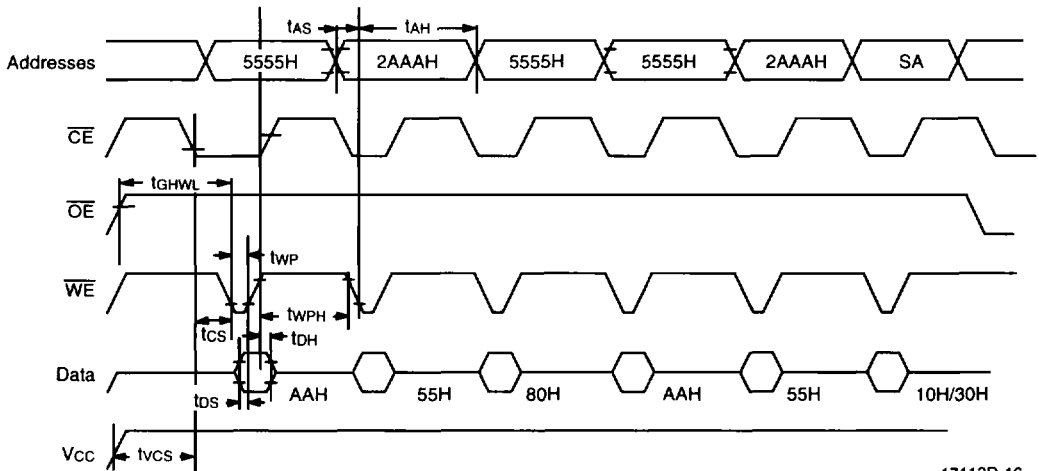 tAS tAH
Addresses 5555H 2AAAH 5555H 5555H 2AAAH SA
CE
tGHWL
OE
tWP
WE
tCS tWPH
tDH
Data
tDS AAH 55H 80H AAH 55H 10H/30H
VCC tVCS